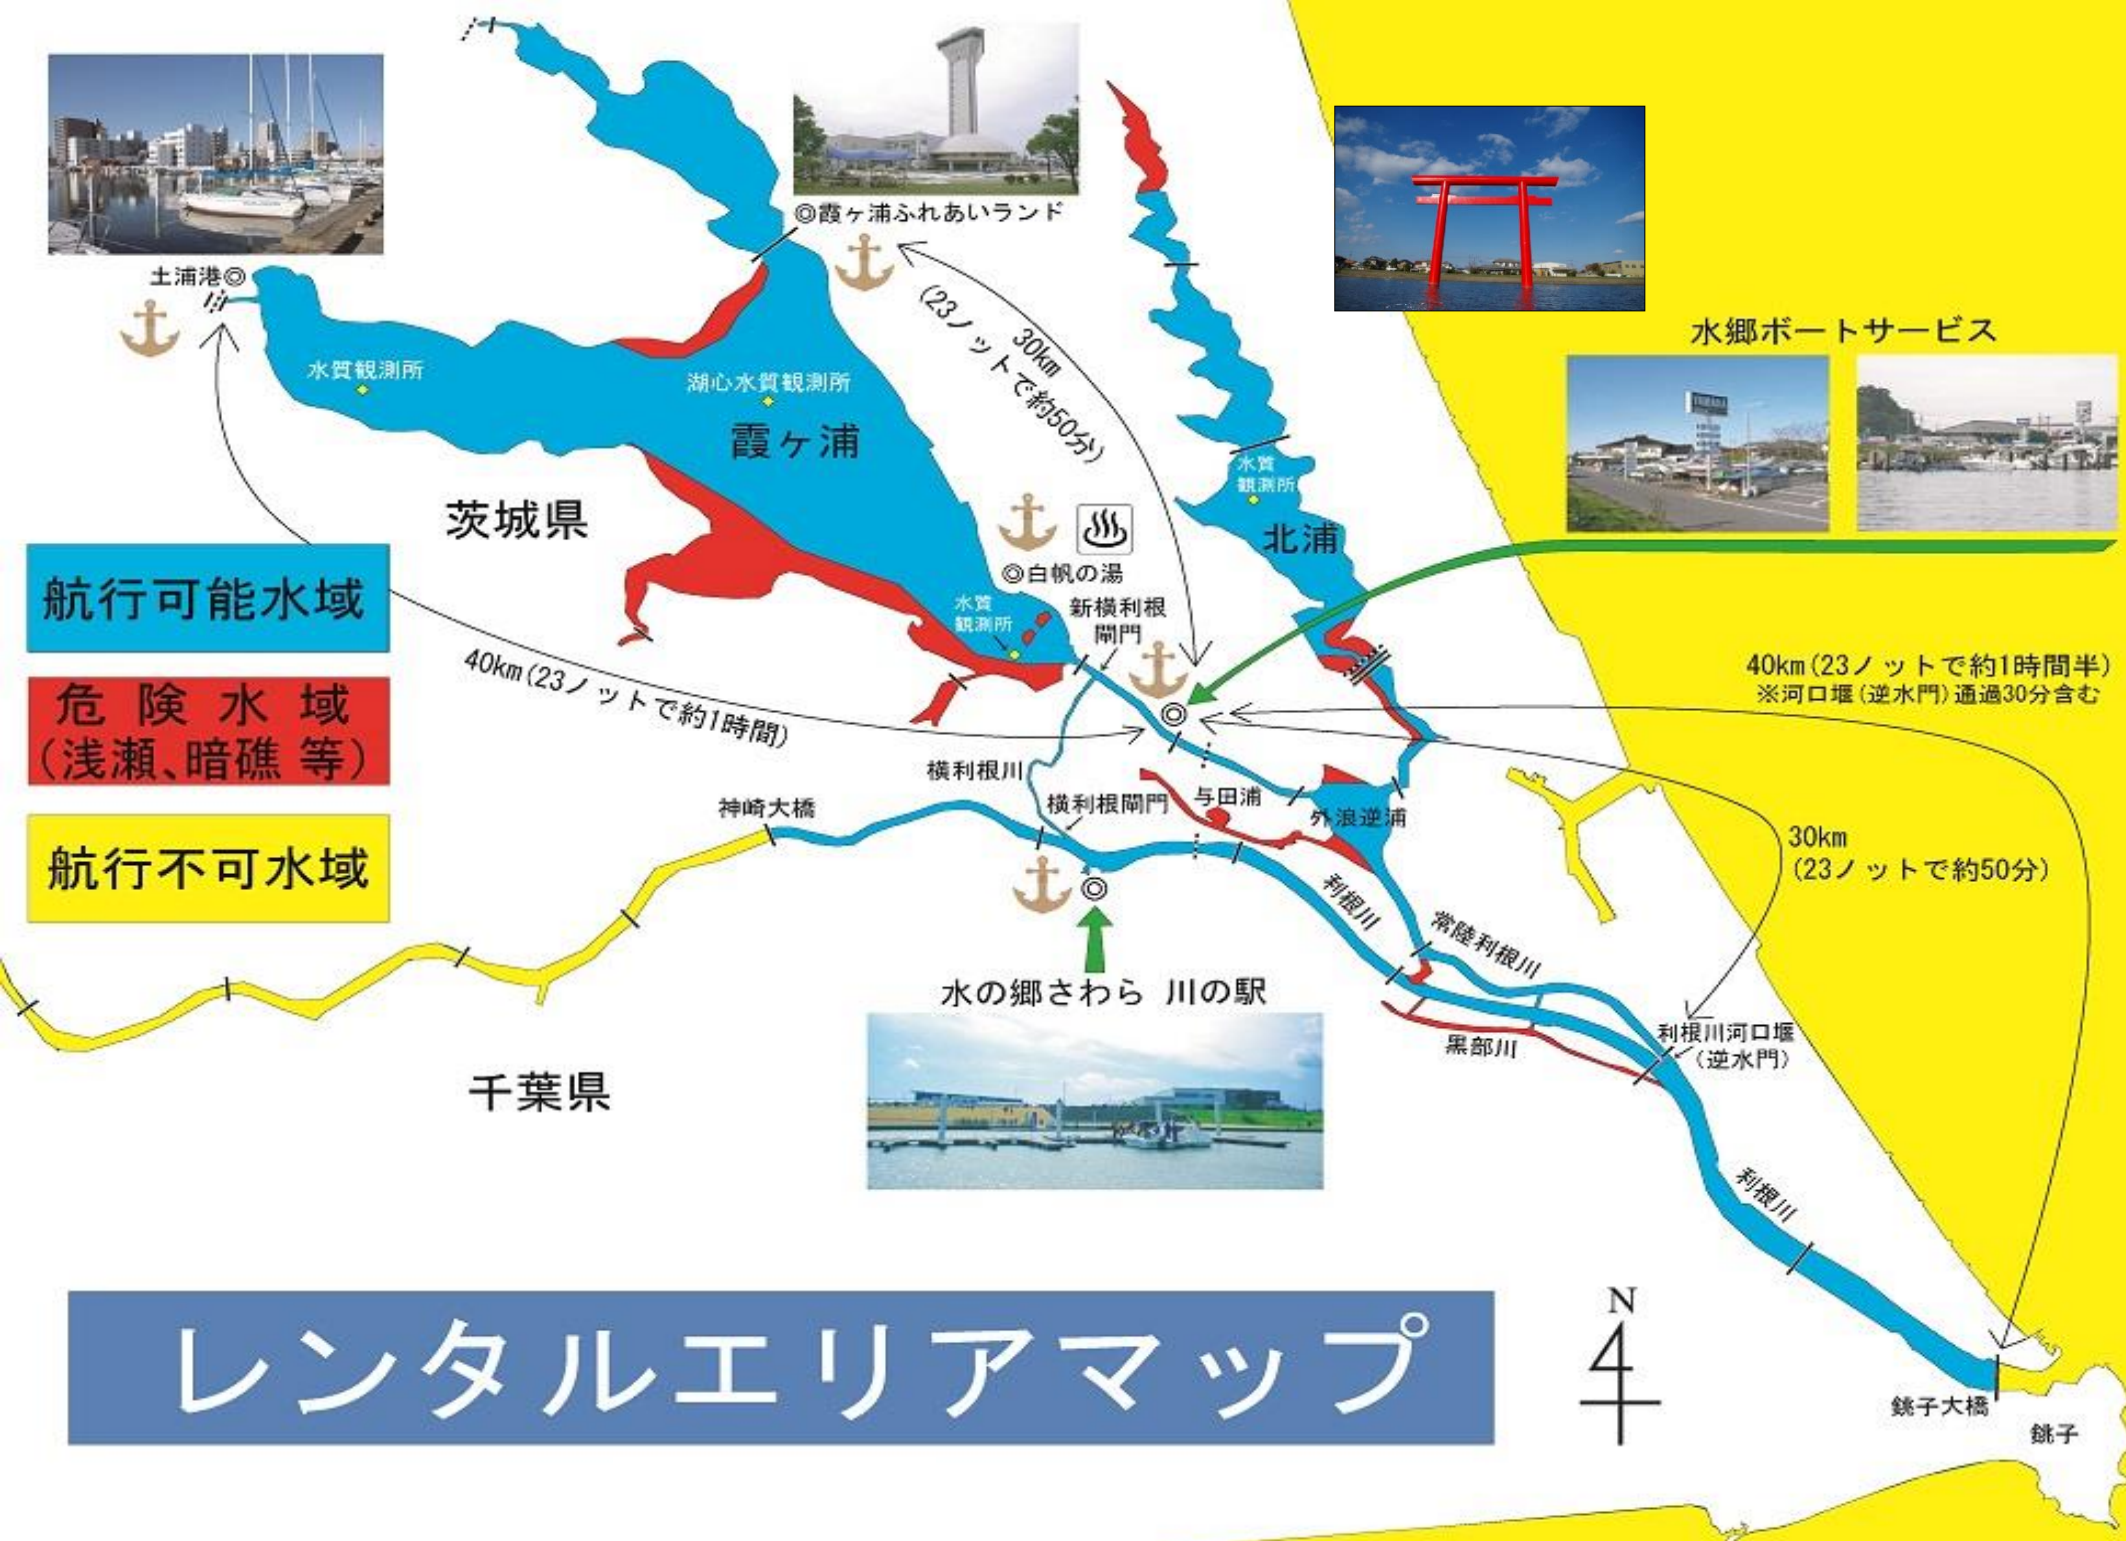 ◎霞ヶ浦ふれあいランド
土浦港◎
(23ノットで約50分)
30km
水郷ボートサービス
水質観測所
湖心水質観測所
霞ヶ浦
水質
観測所
北浦
茨城県
◎白帆の湯
航行可能水域
水質
観測所
新横利根
閘門
40km(23ノットで約1時間)
40km(23ノットで約1時間半)
※河口堰(逆水門)通過30分含む
危険水域
(浅瀬、暗礁 等)
横利根川
神崎大橋
横利根閘門
与田浦
外浪逆浦
30km
(23ノットで約50分)
航行不可水域
利根川
常陸利根川
水の郷さわら 川の駅
利根川河口堰
(逆水門)
黒部川
千葉県
利根川
レンタルエリアマップ
N
銚子大橋
銚子